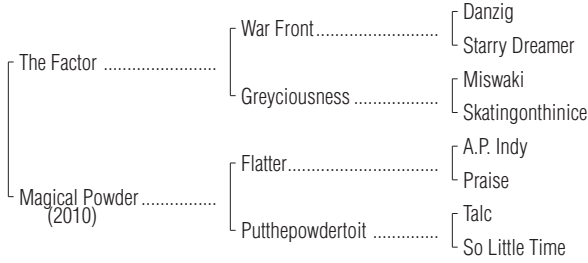 Danzig
War Front
Starry Dreamer
The Factor
Miswaki
Greyciousness
Skatingonthinice
A.P. Indy
Flatter
Praise
Magical Powder
(2010)
Talc
Putthepowdertoit
So Little Time